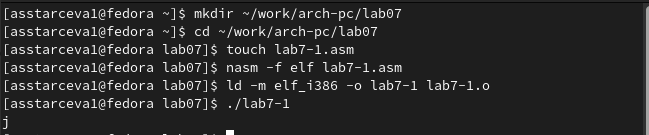 [asstarceva1@fedora ~]$ mkdir ~/work/arch-pc/lab07
[asstarceva1@fedora ~]$ cd ~/work/arch-pc/lab07
[asstarceva1@fedora lab07]$ touch lab7-1.asm
[asstarceva1@fedora lab07]$ nasm -f elf lab7-1.asm
[asstarceva1@fedora lab07]$ ld -m elf_i386 -o lab7-1 lab7-1.o
[asstarceva1@fedora lab07]$ ./lab7-1
j